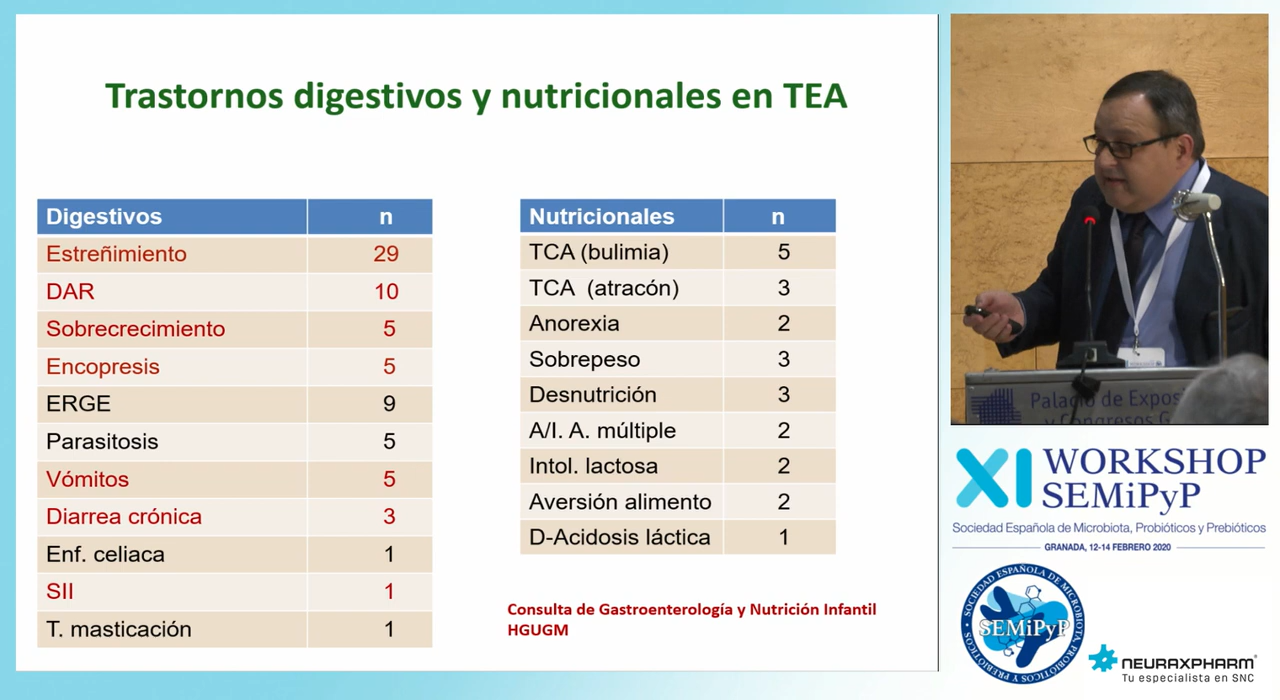 Trastornos digestivos y nutricionales en TEA
Digestivos n
Estreñimiento 29
DAR 10
Sobrecrecimiento 5
Encopresis 5
ERGE 9
Parasitosis 5
Vómitos 5
Diarrea crónica 3
Enf. celiaca 1
SII 1
T. masticación 1
Nutricionales n
TCA (bulimia) 5
TCA (atracón) 3
Anorexia 2
Sobrepeso 3
Desnutrición 3
A/I. A. múltiple 2
Intol. lactosa 2
Aversión alimento 2
D-Acidosis láctica 1
Consulta de Gastroenterología y Nutrición Infantil
HGUGM
Palacio de Exposi
y Congresos G
XI WORKSHOP
SEMiPyP
Sociedad Española de Microbiota, Probióticos y Prebióticos
GRANADA, 12-14 FEBRERO 2020
SOCIEDAD ESPAÑOLA DE MICROBIOTA, PROBIÓTICOS Y PREBIÓTICOS
SEMiPyP
NEURAXPHARM
Tu especialista en SNC